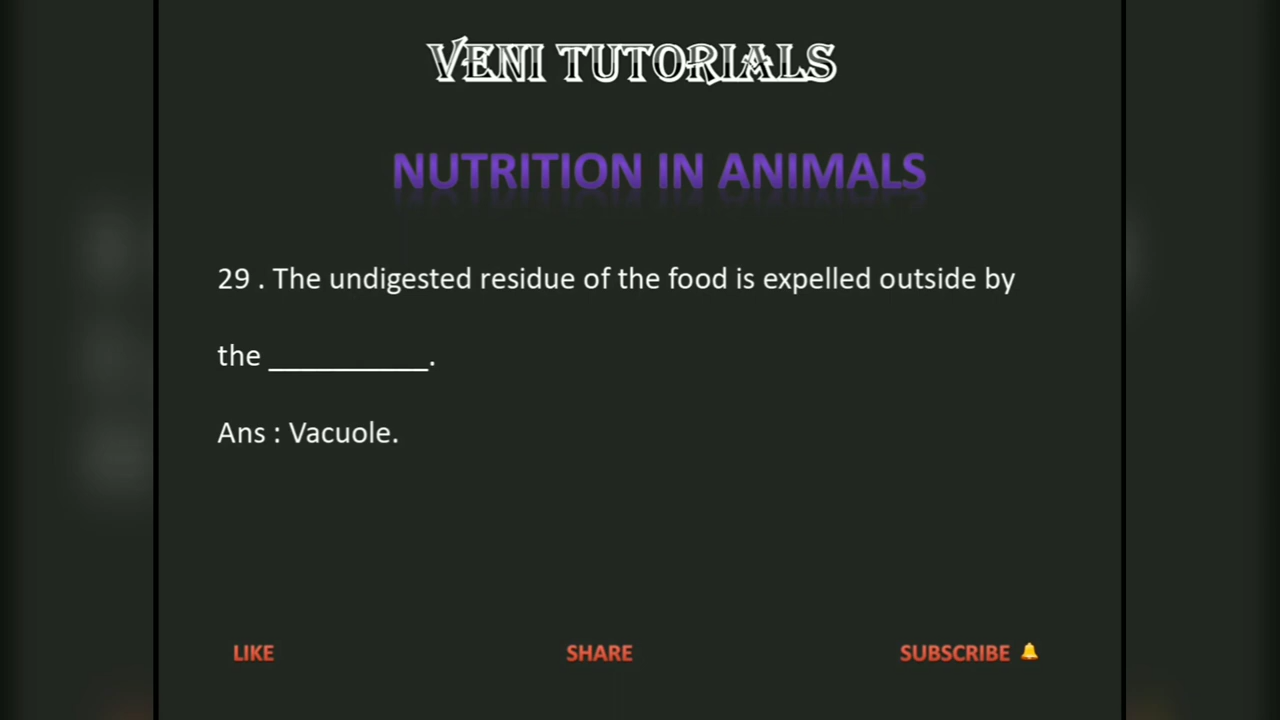 VENI TUTORIALS
NUTRITION IN ANIMALS
29 . The undigested residue of the food is expelled outside by
the __________.
Ans : Vacuole.
LIKE SHARE SUBSCRIBE 🔔